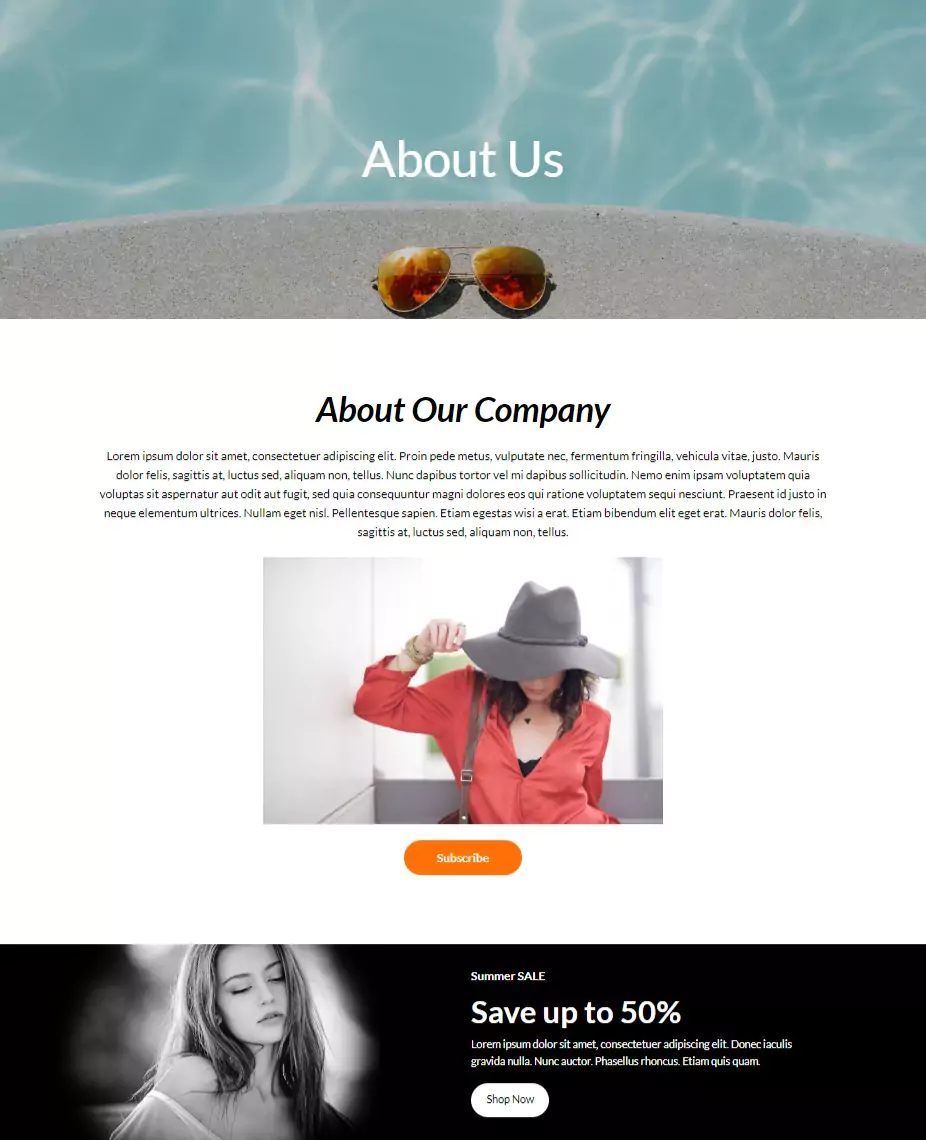 About Us
About Our Company
Lorem ipsum dolor sit amet, consectetuer adipiscing elit. Proin pede metus, vulputate nec, fermentum fringilla, vehicula vitae, justo. Mauris
dolor felis, sagittis at, luctus sed, aliquam non, tellus. Nunc dapibus tortor vel mi dapibus sollicitudin. Nemo enim ipsam voluptatem quia
voluptas sit aspernatur aut odit aut fugit, sed quia consequuntur magni dolores eos qui ratione voluptatem sequi nesciunt. Praesent id justo in
neque elementum ultrices. Nullam eget nisl. Pellentesque sapien. Etiam egestas wisi a erat. Etiam bibendum elit eget erat. Mauris dolor felis,
sagittis at, luctus sed, aliquam non, tellus.
Subscribe
Summer SALE
Save up to 50%
Lorem ipsum dolor sit amet, consectetuer adipiscing elit. Donec iaculis
gravida nulla. Nunc auctor. Phasellus rhoncus. Etiam quis quam.
Shop Now